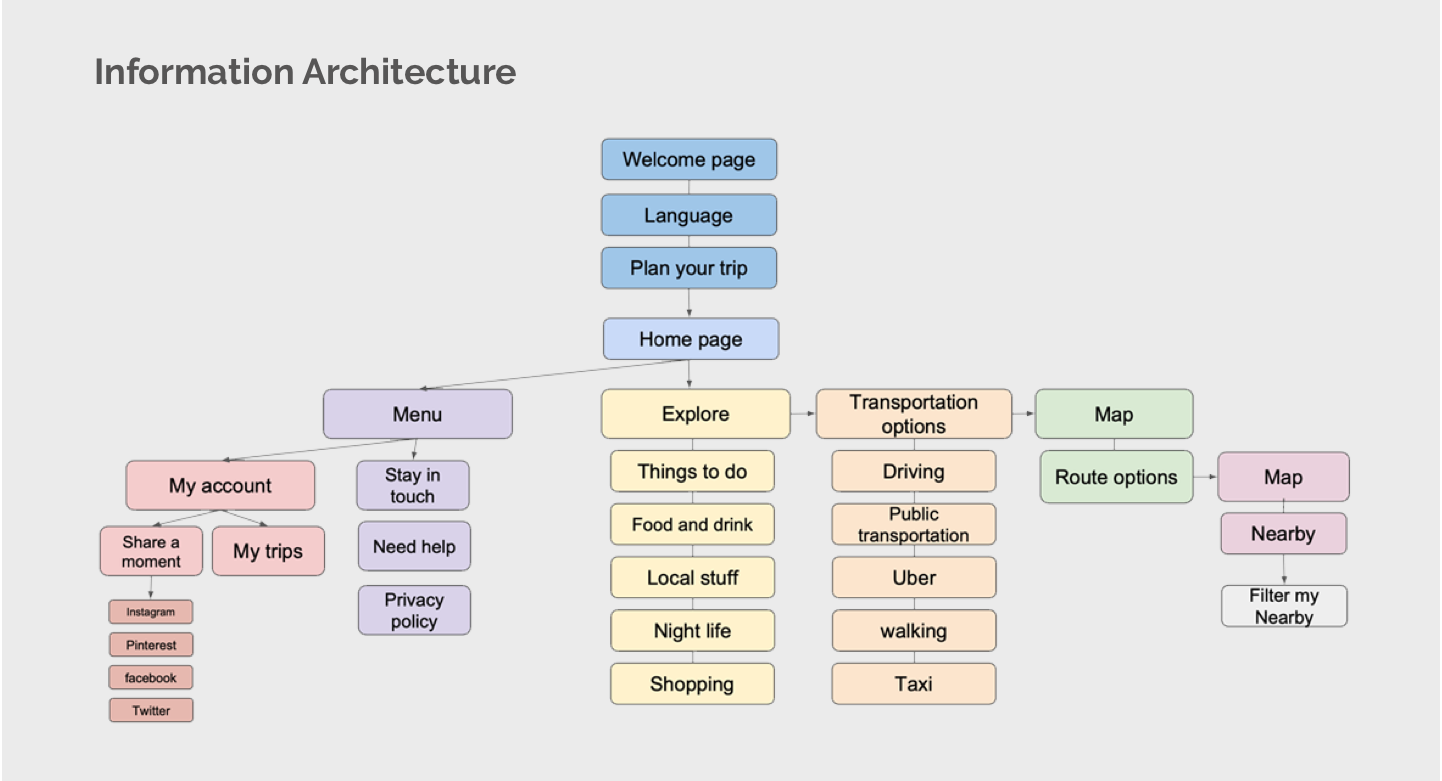 Information Architecture
Welcome page
Language
Plan your trip
Home page
Menu
Explore
Transportation
options
Map
My account
Stay in
touch
Things to do
Driving
Route options
Map
Share a
moment
My trips
Need help
Food and drink
Public
transportation
Nearby
Instagram
Pinterest
facebook
Twitter
Privacy
policy
Local stuff
Night life
Shopping
Uber
walking
Taxi
Filter my
Nearby